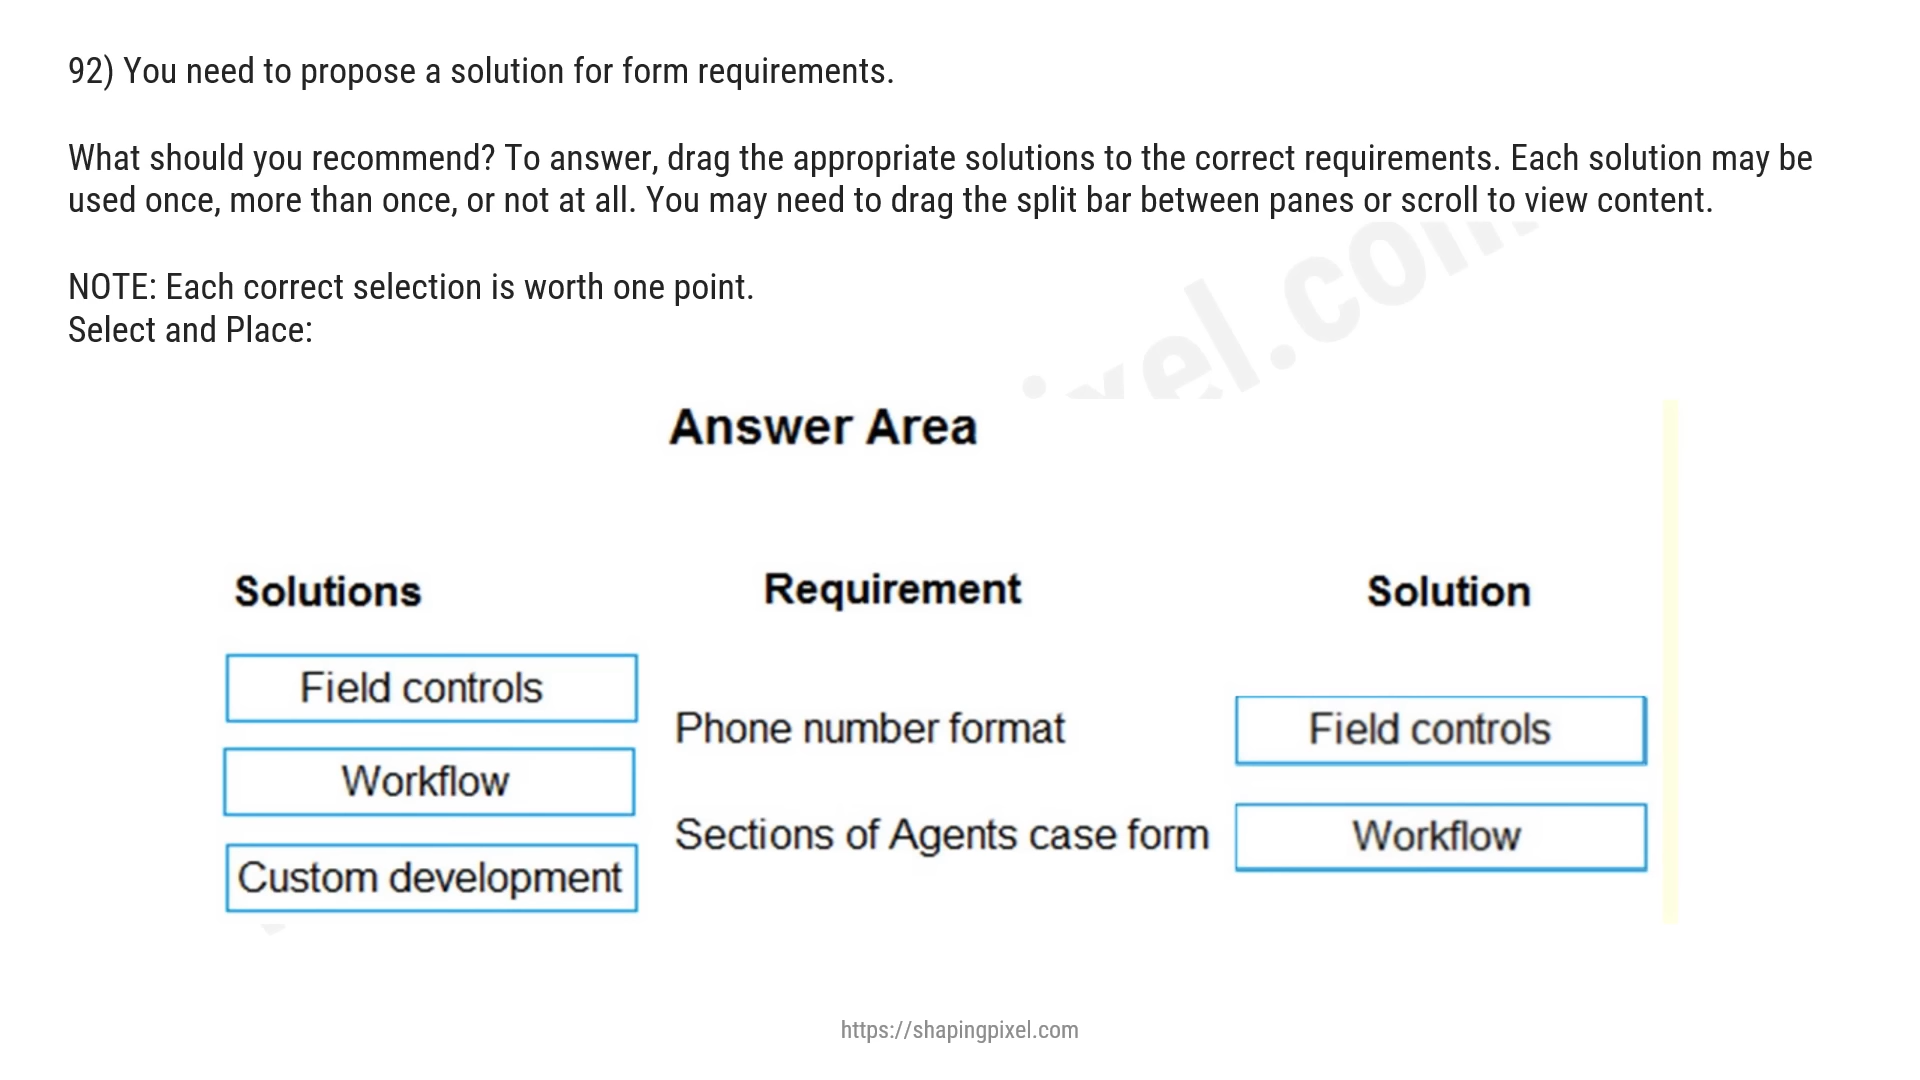 92) You need to propose a solution for form requirements.
What should you recommend? To answer, drag the appropriate solutions to the correct requirements. Each solution may be
used once, more than once, or not at all. You may need to drag the split bar between panes or scroll to view content.
NOTE: Each correct selection is worth one point.
Select and Place:
Answer Area
Solutions
Requirement
Solution
Field controls
Workflow
Custom development
Phone number format
Field controls
Sections of Agents case form
Workflow
https://shapingpixel.com